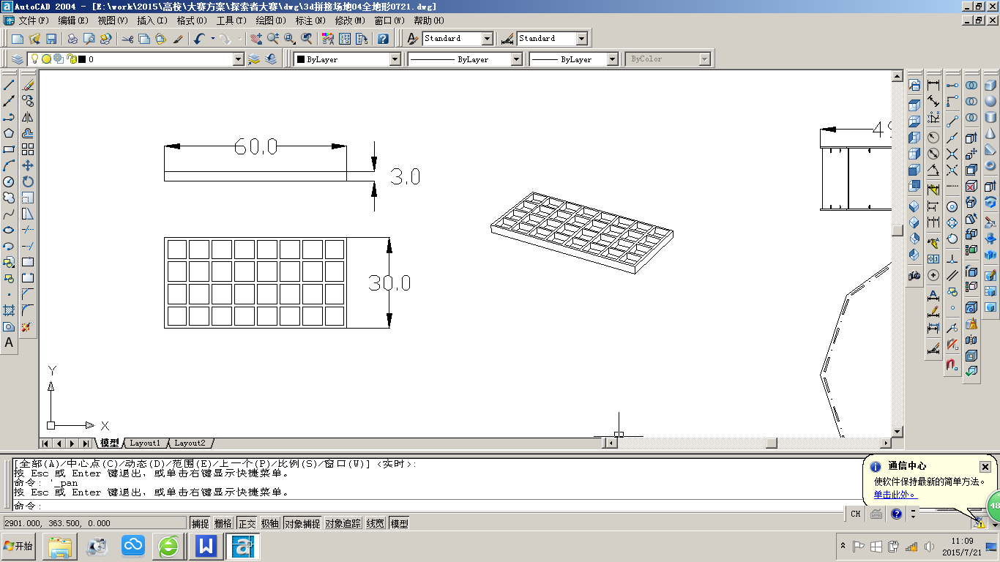 AutoCAD 2004 - [E:\work\2015\高校\大赛方案\探索者大赛\dwg\3d拼接场地04全地形0721.dwg]
文件(F) 编辑(E) 视图(V) 插入(I) 格式(O) 工具(T) 绘图(D) 标注(N) 修改(M) 窗口(W) 帮助(H)
Standard Standard
0 ByLayer ByLayer ByLayer ByColor
60.0
3.0
30.0
49
Y
X
模型 Layout1 Layout2
[全部(A)/中心点(C)/动态(D)/范围(E)/上一个(P)/比例(S)/窗口(W)] <实时>:
按 Esc 或 Enter 键退出，或单击右键显示快捷菜单。
命令: '_pan
按 Esc 或 Enter 键退出，或单击右键显示快捷菜单。
命令:
通信中心
使软件保持最新的简单方法。
单击此处。
48
CH
2901.000, 363.500, 0.000 捕捉 栅格 正交 极轴 对象捕捉 对象追踪 线宽 模型
开始
11:09
2015/7/21